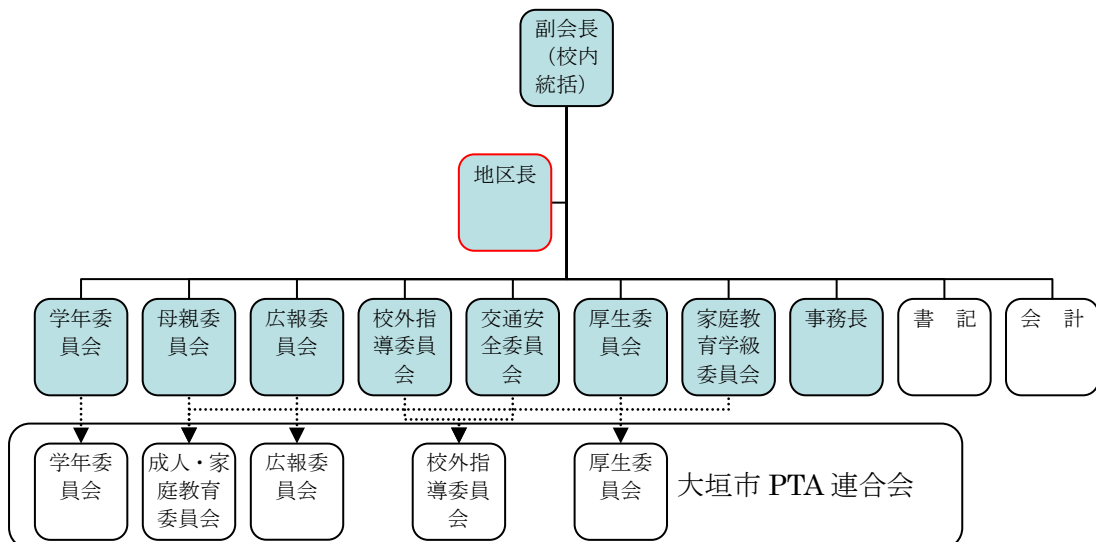 副会長
（校内
統括）
地区長
学年委
員会
母親委
員会
広報委
員会
校外指
導委員
会
交通安
全委員
会
厚生委
員会
家庭教
育学級
委員会
事務長
書　記
会　計
学年委
員会
成人・家
庭教育
委員会
広報委
員会
校外指
導委員
会
厚生委
員会
大垣市 PTA 連合会